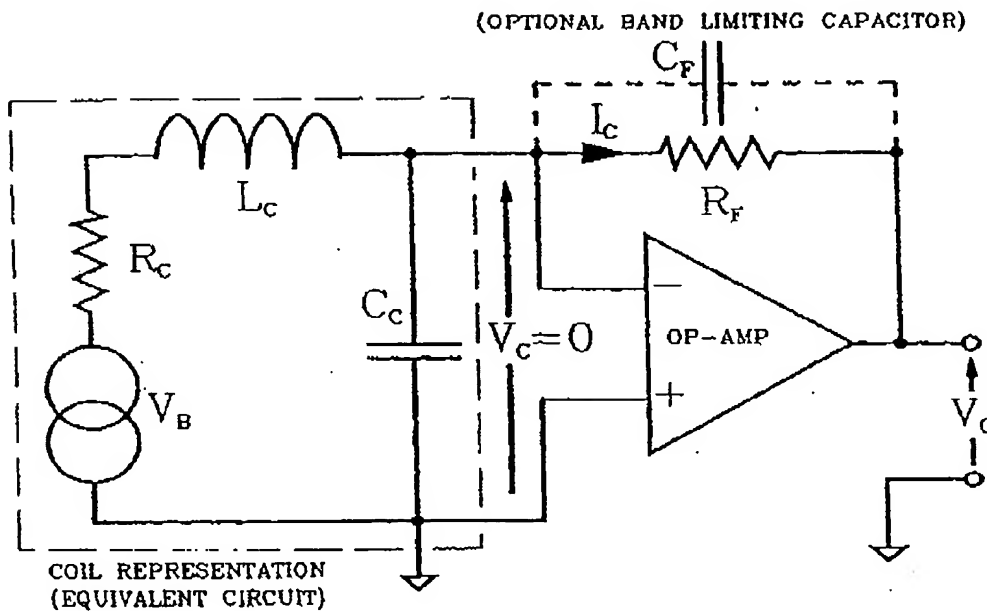 (OPTIONAL BAND LIMITING CAPACITOR)
C_F
I_C
L_C
R_F
R_C
C_C
V_C=0
−
OP-AMP
+
V_B
V_O
COIL REPRESENTATION
(EQUIVALENT CIRCUIT)